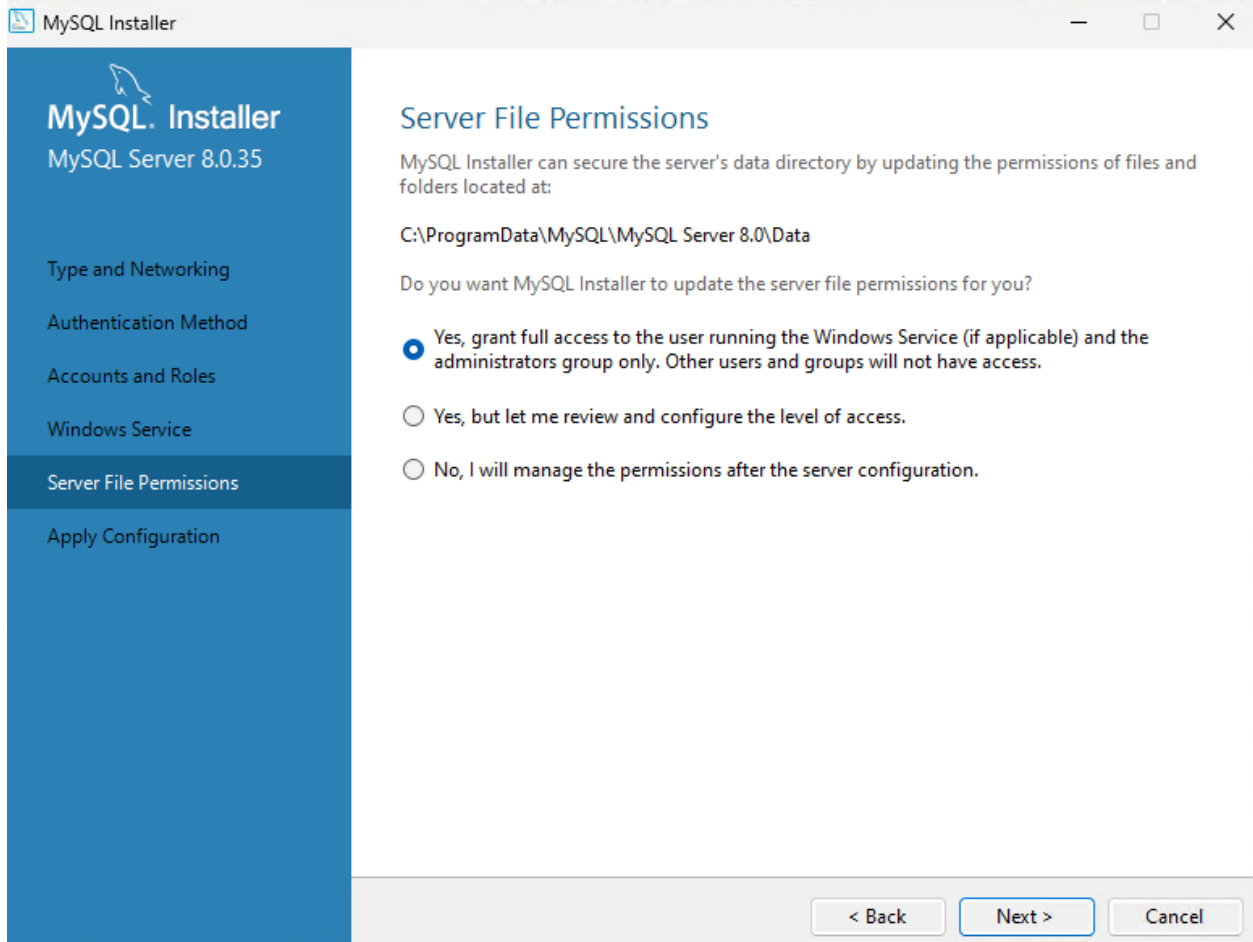 MySQL Installer
MySQL. Installer
MySQL Server 8.0.35
Type and Networking
Authentication Method
Accounts and Roles
Windows Service
Server File Permissions
Apply Configuration
Server File Permissions
MySQL Installer can secure the server's data directory by updating the permissions of files and
folders located at:
C:\ProgramData\MySQL\MySQL Server 8.0\Data
Do you want MySQL Installer to update the server file permissions for you?
Yes, grant full access to the user running the Windows Service (if applicable) and the
administrators group only. Other users and groups will not have access.
Yes, but let me review and configure the level of access.
No, I will manage the permissions after the server configuration.
< Back
Next >
Cancel